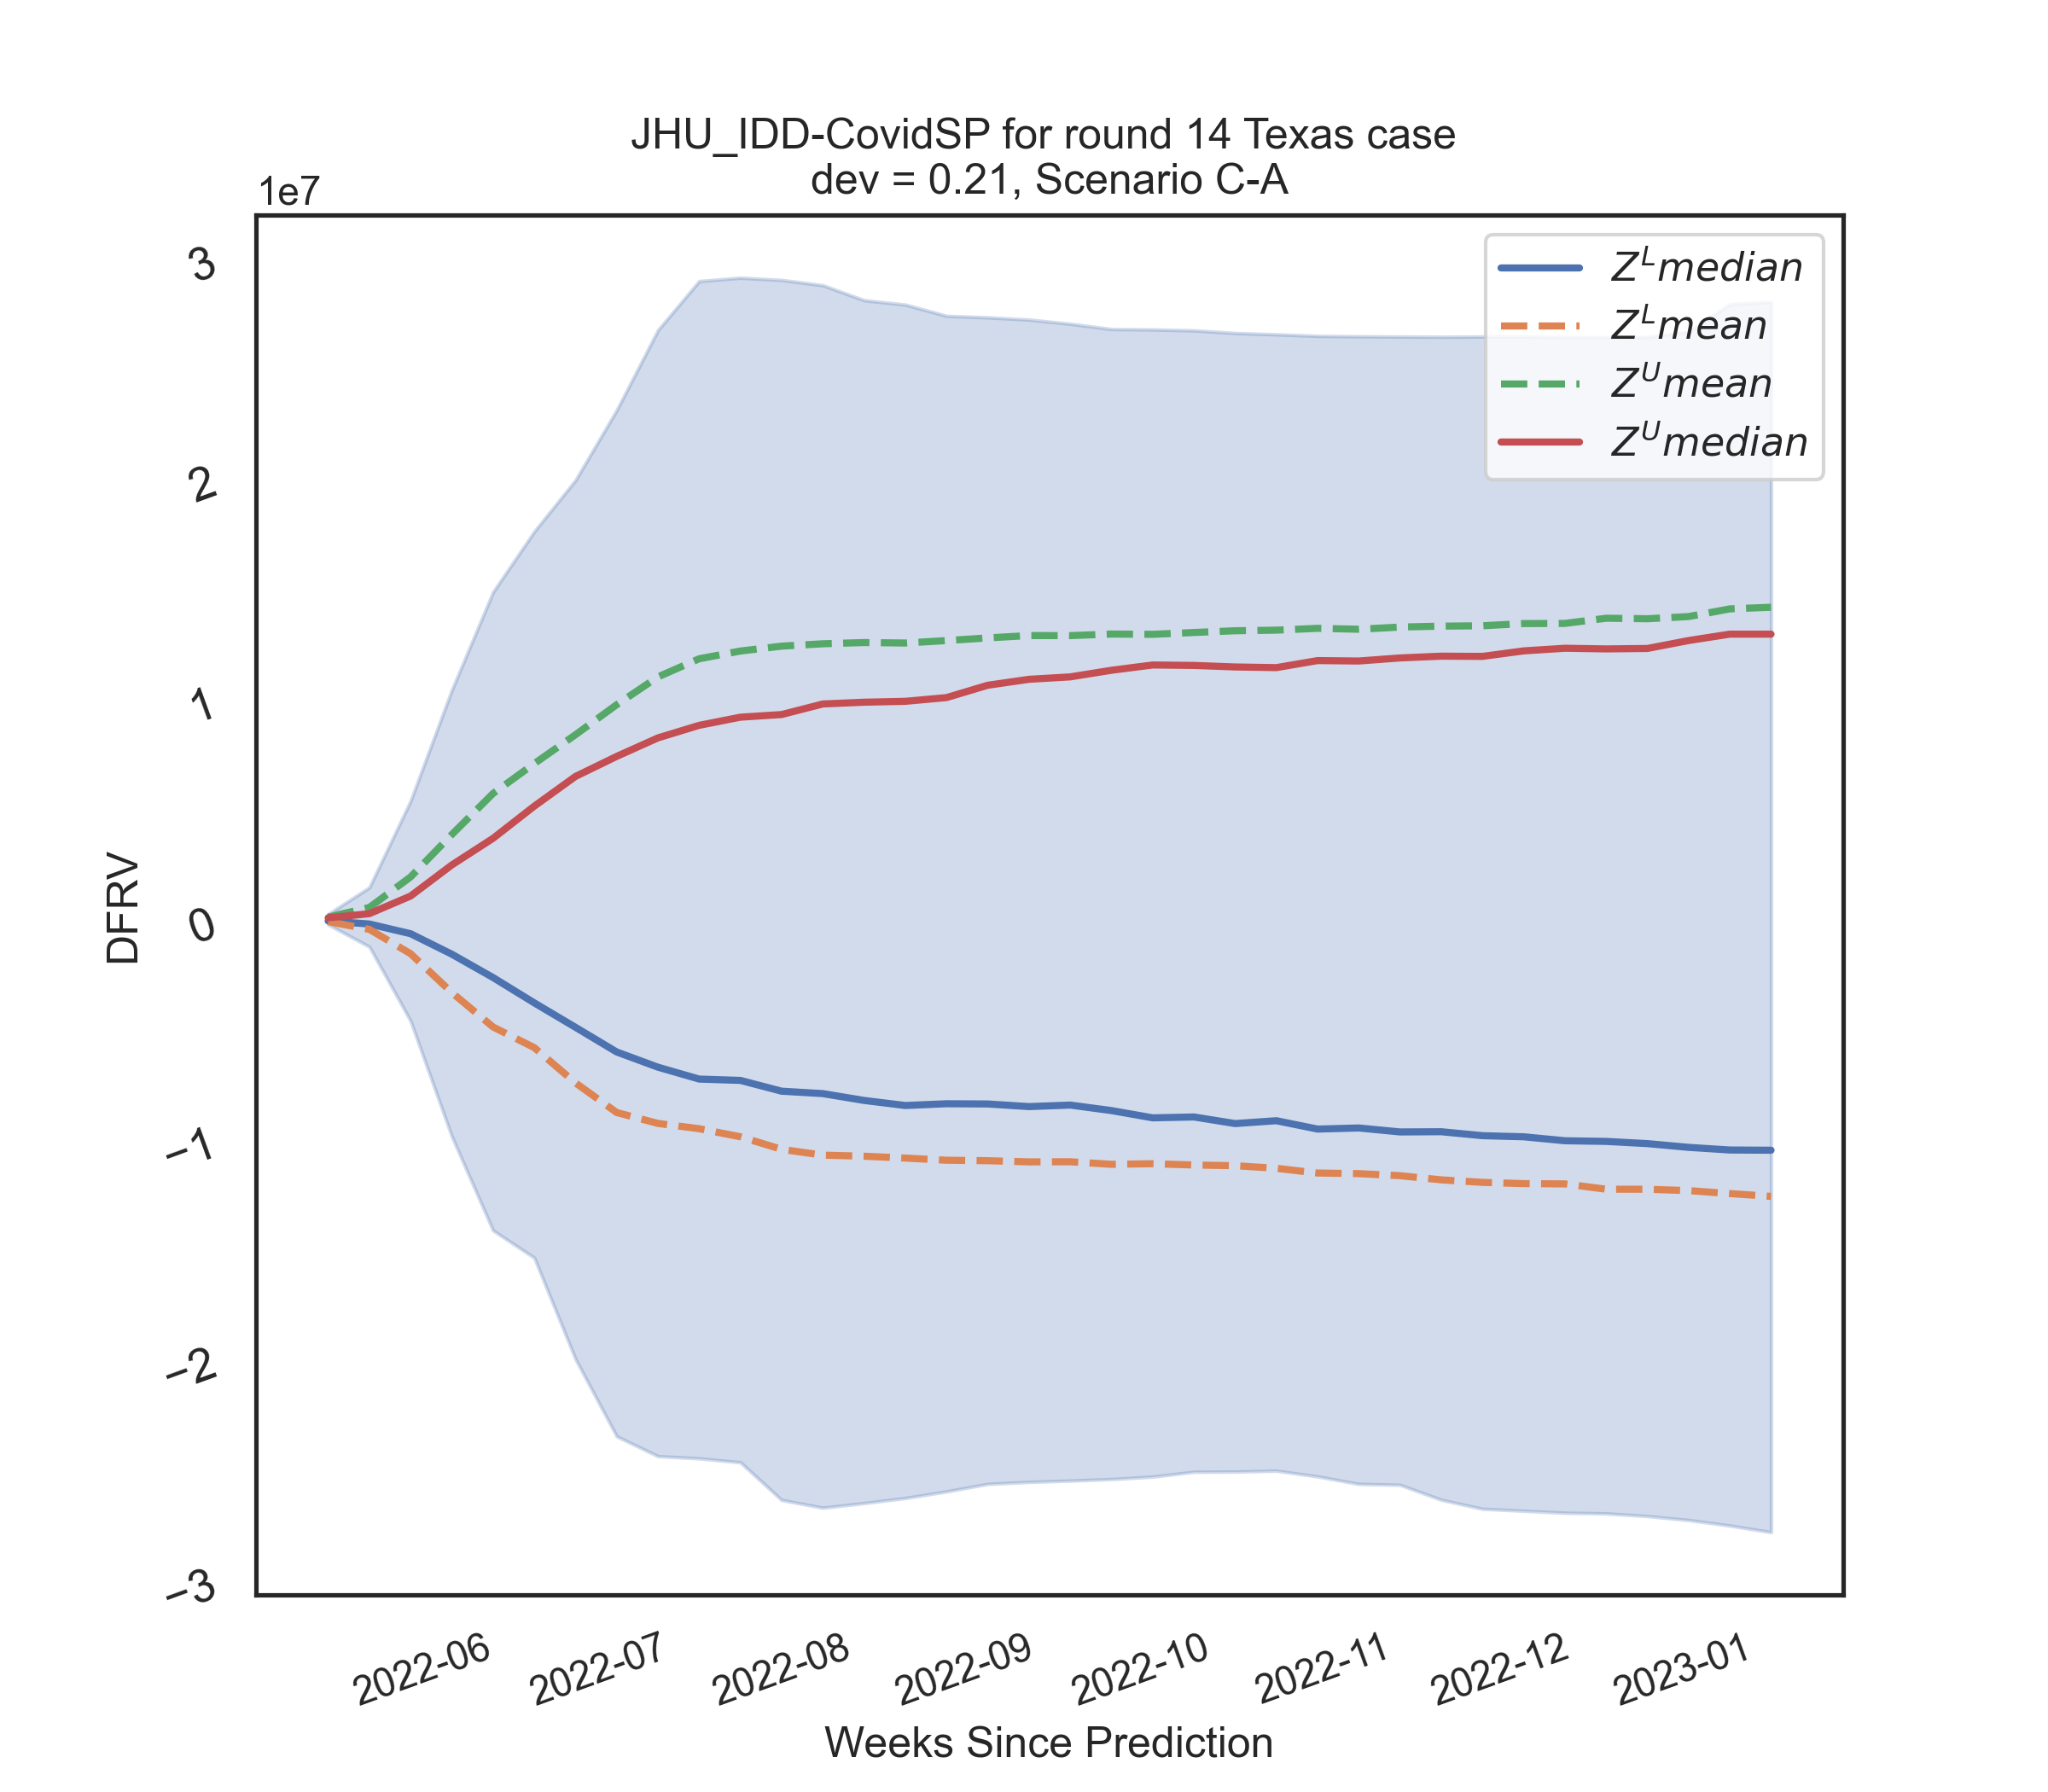 JHU_IDD-CovidSP for round 14 Texas case
dev = 0.21, Scenario C-A
1e7
Z^L median
Z^L mean
Z^U mean
Z^U median
3
2
1
0
−1
−2
−3
DFRV
2022-06
2022-07
2022-08
2022-09
2022-10
2022-11
2022-12
2023-01
Weeks Since Prediction